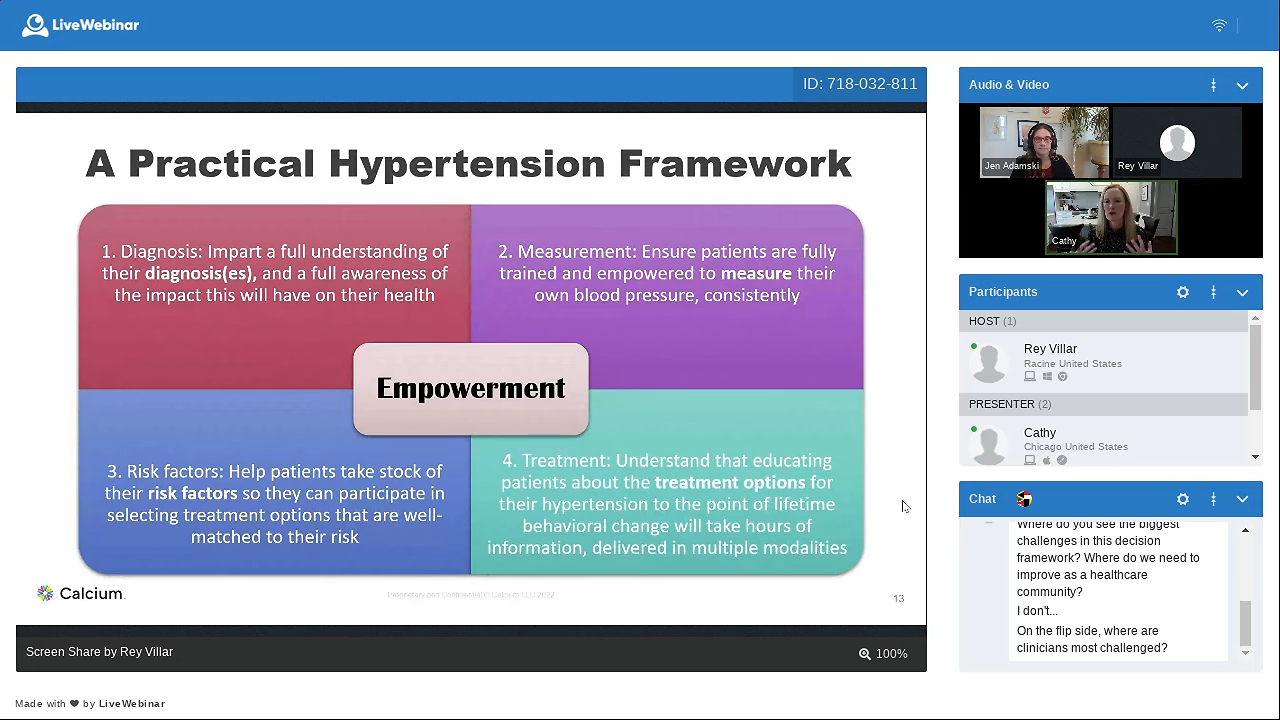 LiveWebinar
ID: 718-032-811
A Practical Hypertension Framework
1. Diagnosis: Impart a full understanding of
their diagnosis(es), and a full awareness of
the impact this will have on their health
2. Measurement: Ensure patients are fully
trained and empowered to measure their
own blood pressure, consistently
Empowerment
3. Risk factors: Help patients take stock of
their risk factors so they can participate in
selecting treatment options that are well-
matched to their risk
4. Treatment: Understand that educating
patients about the treatment options for
their hypertension to the point of lifetime
behavioral change will take hours of
information, delivered in multiple modalities
Calcium
Proprietary and Confidential © Calcium LLC 2022
13
Screen Share by Rey Villar
100%
Made with ❤ by LiveWebinar
Audio & Video
Jen Adamski
Rey Villar
Cathy
Participants
HOST (1)
Rey Villar
Racine United States
PRESENTER (2)
Cathy
Chicago United States
Chat
Where do you see the biggest
challenges in this decision
framework? Where do we need to
improve as a healthcare
community?
I don't...
On the flip side, where are
clinicians most challenged?